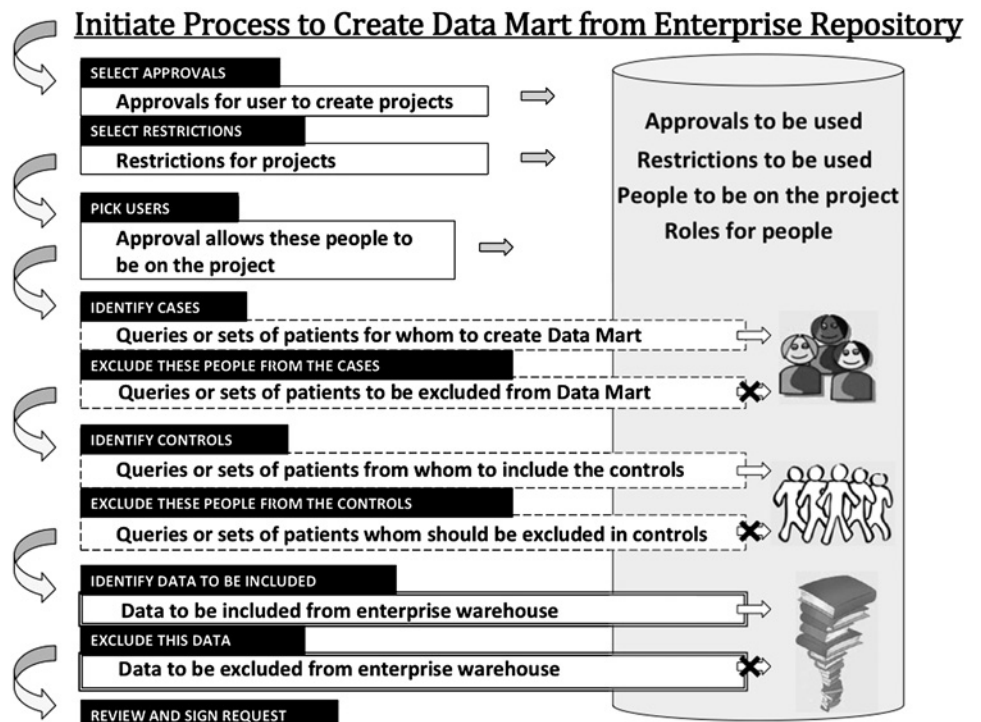 Initiate Process to Create Data Mart from Enterprise Repository
SELECT APPROVALS
Approvals for user to create projects
SELECT RESTRICTIONS
Restrictions for projects
PICK USERS
Approval allows these people to
be on the project
IDENTIFY CASES
Queries or sets of patients for whom to create Data Mart
EXCLUDE THESE PEOPLE FROM THE CASES
Queries or sets of patients to be excluded from Data Mart
IDENTIFY CONTROLS
Queries or sets of patients from whom to include the controls
EXCLUDE THESE PEOPLE FROM THE CONTROLS
Queries or sets of patients whom should be excluded in controls
IDENTIFY DATA TO BE INCLUDED
Data to be included from enterprise warehouse
EXCLUDE THIS DATA
Data to be excluded from enterprise warehouse
REVIEW AND SIGN REQUEST
Approvals to be used
Restrictions to be used
People to be on the project
Roles for people